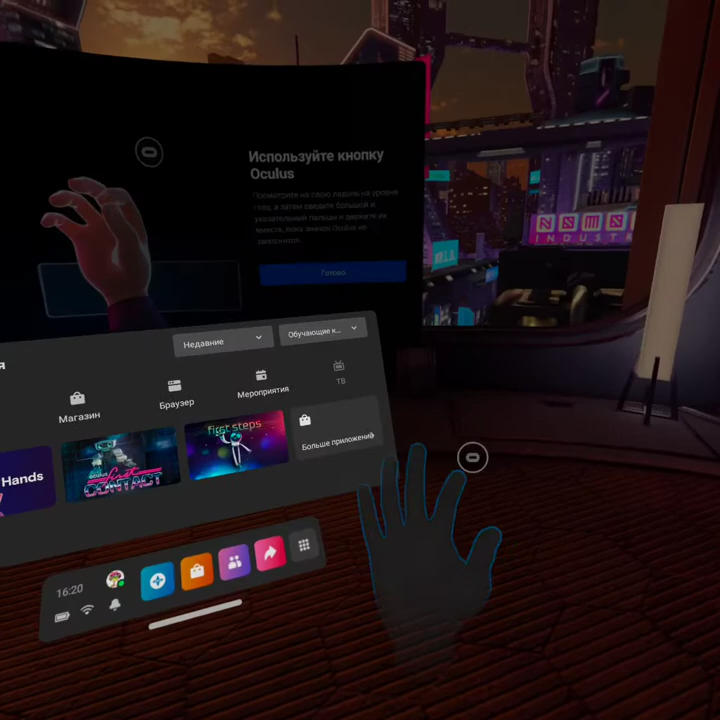 Используйте кнопку
Oculus
Посмотрите на свою ладонь на уровне
глаз, а затем сведите большой и
указательный пальцы и держите их
вместе, пока значок Oculus не
заполнится.
Готово
NOMO
INDUSTR
я
Недавние
Обучающие к...
Магазин
Браузер
Мероприятия
ТВ
Hands
first
CONTACT
first steps
Больше приложений
16:20